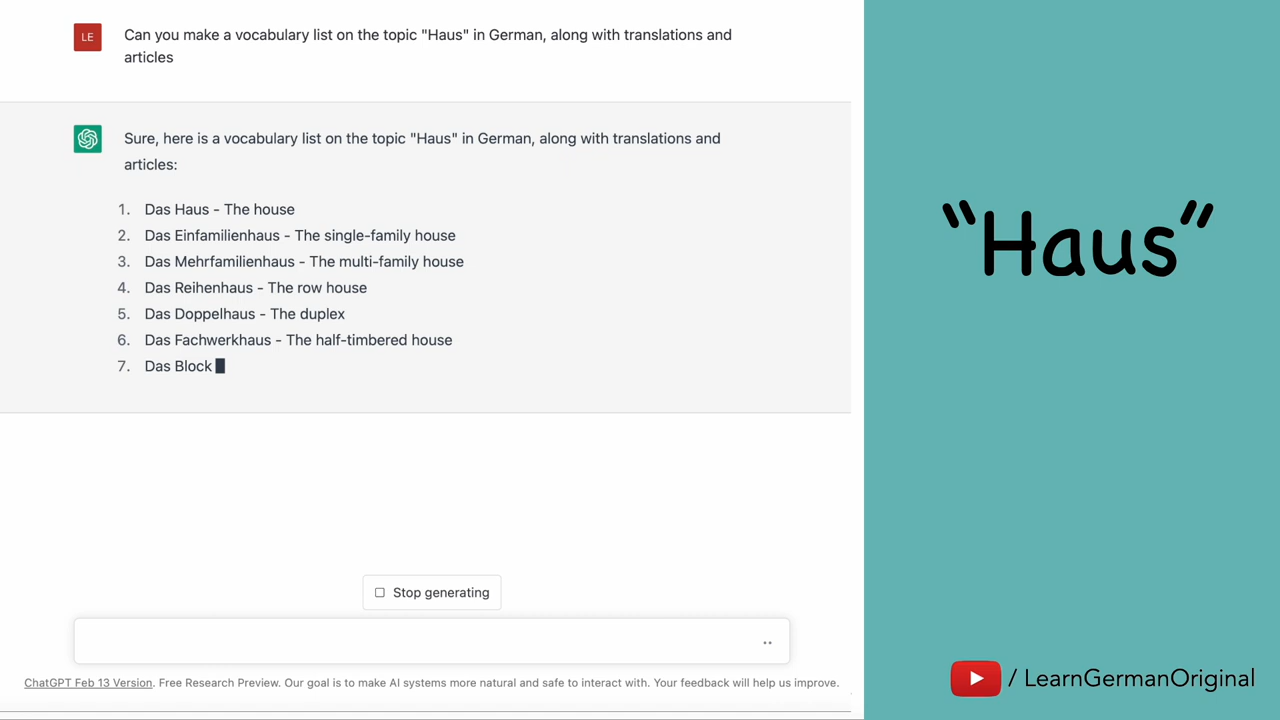 LE
Can you make a vocabulary list on the topic "Haus" in German, along with translations and
articles
Sure, here is a vocabulary list on the topic "Haus" in German, along with translations and
articles:
1. Das Haus - The house
2. Das Einfamilienhaus - The single-family house
3. Das Mehrfamilienhaus - The multi-family house
4. Das Reihenhaus - The row house
5. Das Doppelhaus - The duplex
6. Das Fachwerkhaus - The half-timbered house
7. Das Block
Stop generating
ChatGPT Feb 13 Version. Free Research Preview. Our goal is to make AI systems more natural and safe to interact with. Your feedback will help us improve.
"Haus"
/ LearnGermanOriginal